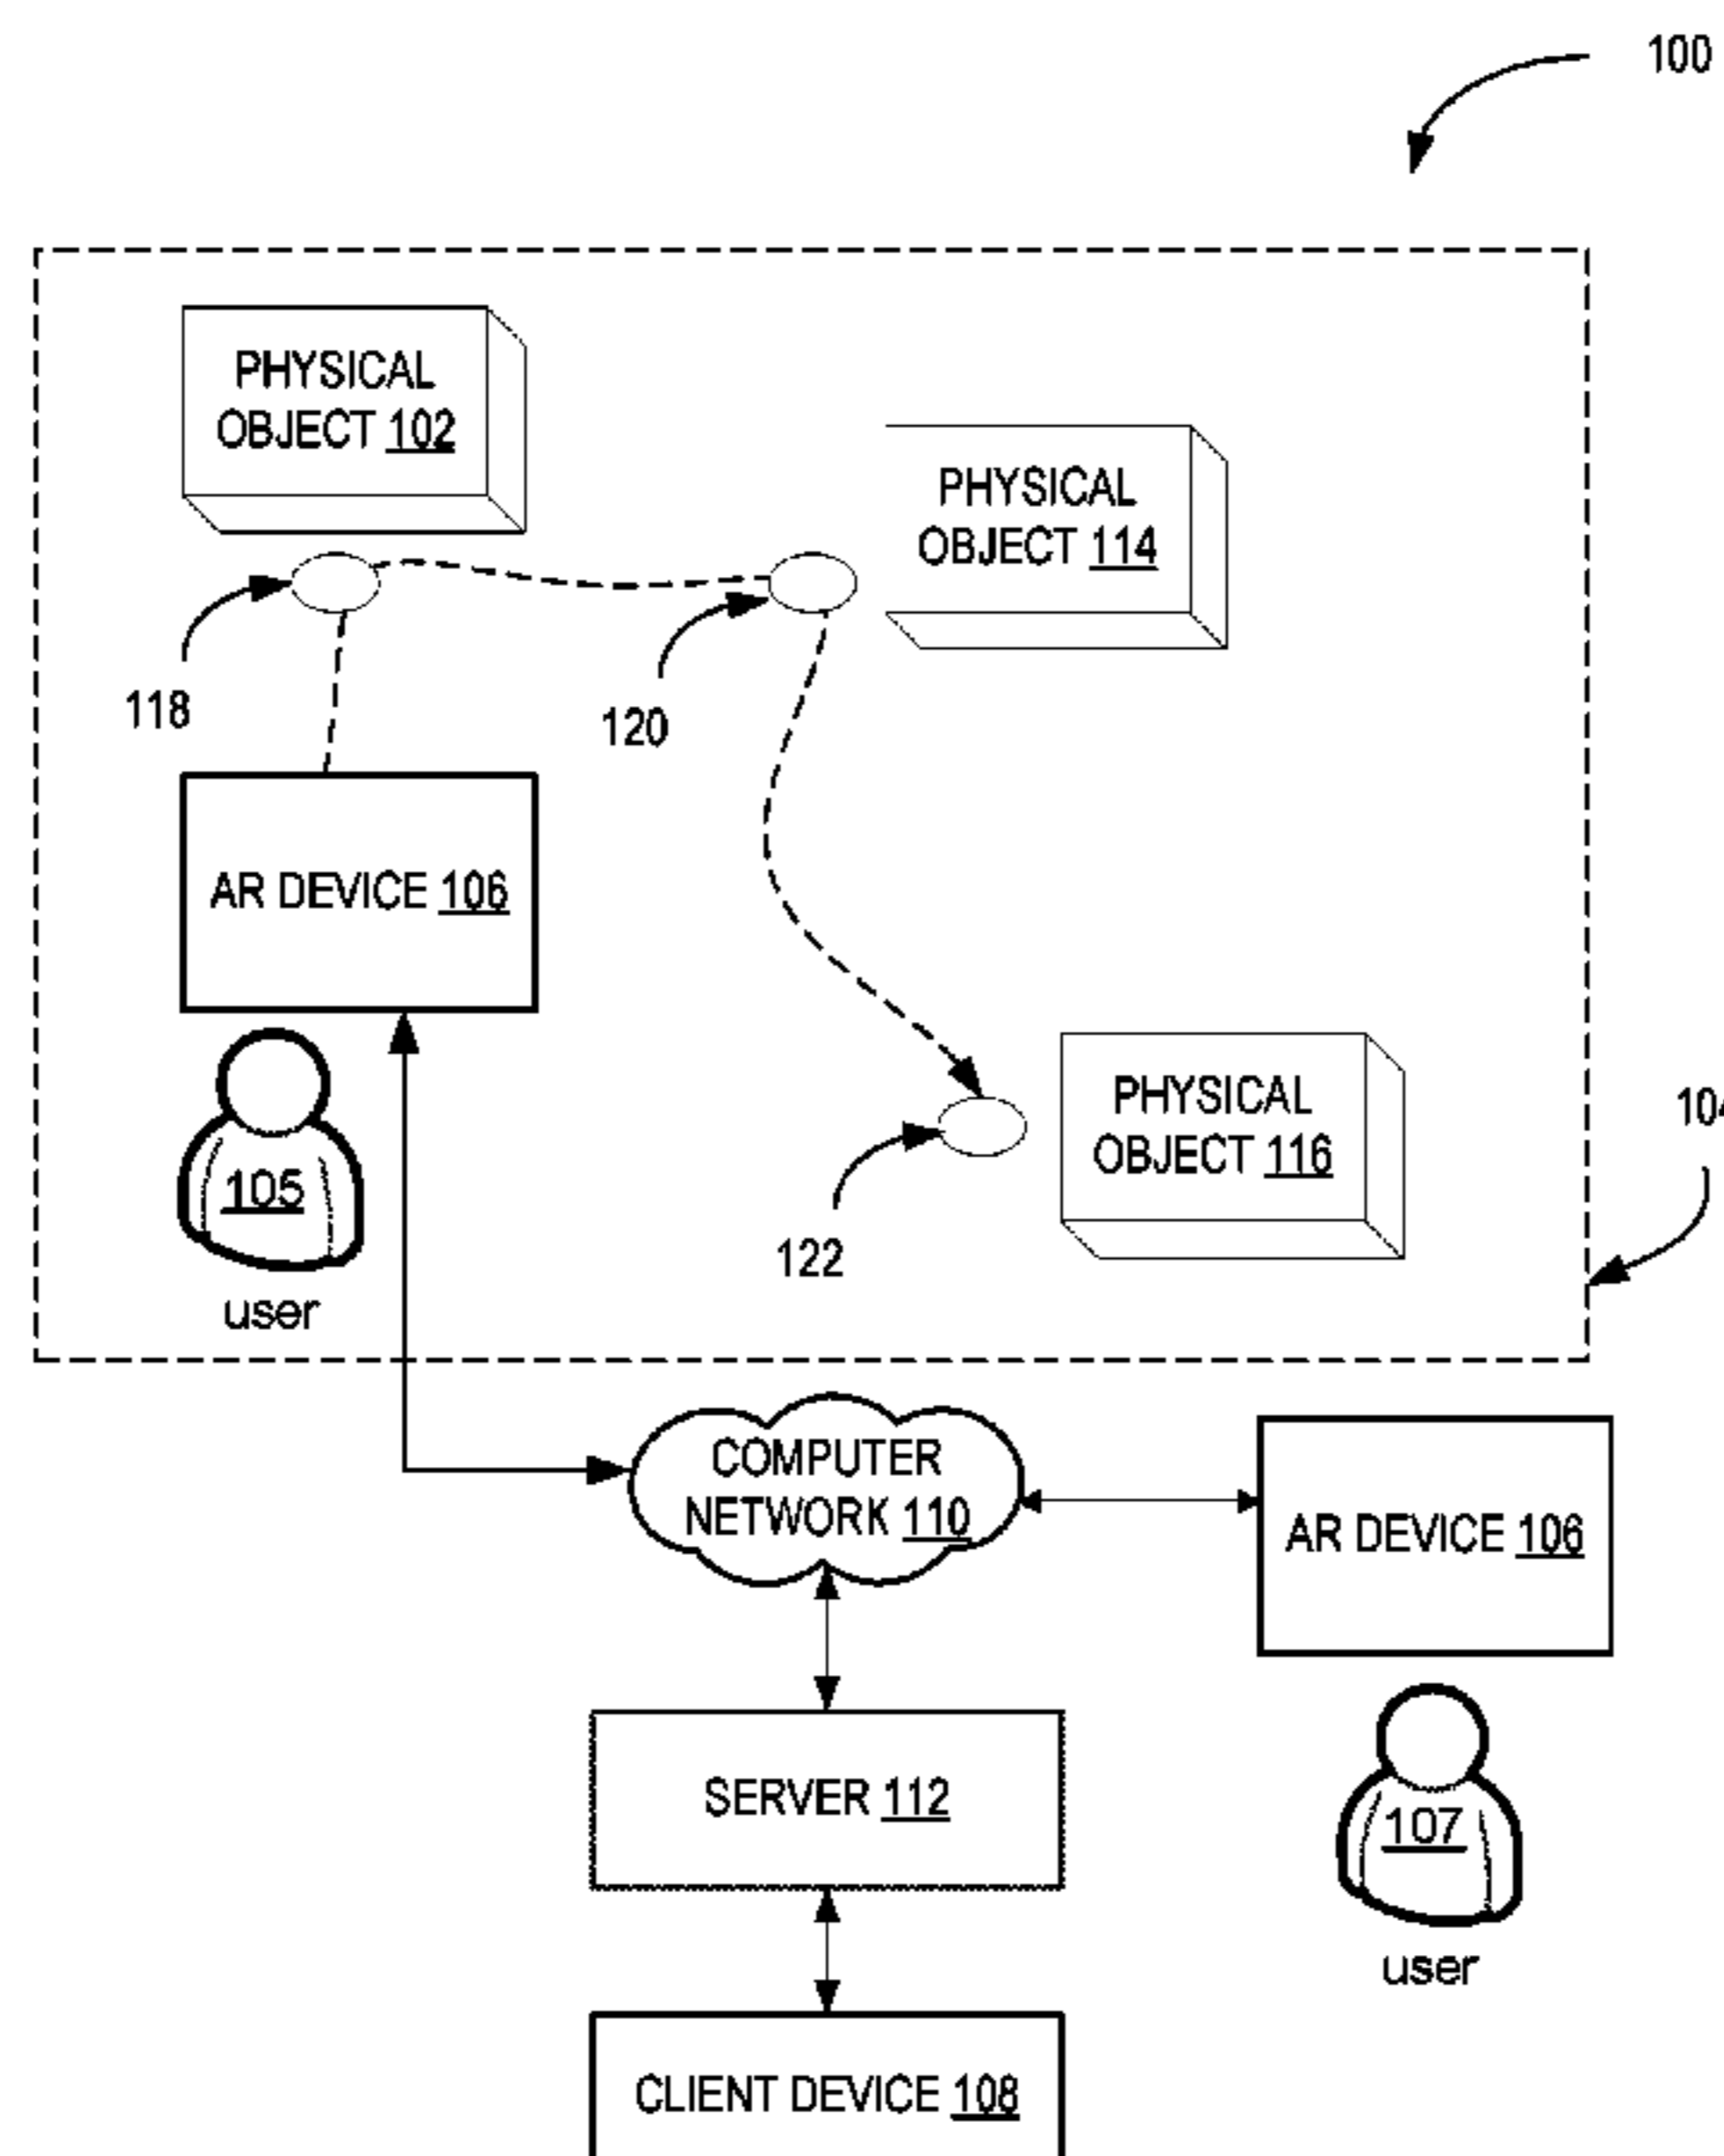 100
PHYSICAL
OBJECT 102
PHYSICAL
OBJECT 114
118
120
AR DEVICE 106
PHYSICAL
OBJECT 116
104
105
122
user
COMPUTER
NETWORK 110
AR DEVICE 106
SERVER 112
107
user
CLIENT DEVICE 108